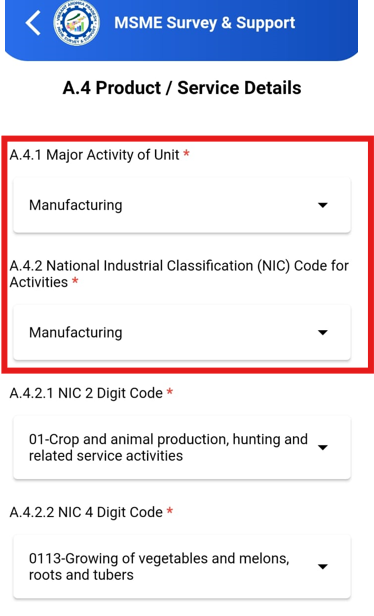 MSME Survey & Support
A.4 Product / Service Details
A.4.1 Major Activity of Unit *
Manufacturing
A.4.2 National Industrial Classification (NIC) Code for
Activities *
Manufacturing
A.4.2.1 NIC 2 Digit Code *
01-Crop and animal production, hunting and
related service activities
A.4.2.2 NIC 4 Digit Code *
0113-Growing of vegetables and melons,
roots and tubers